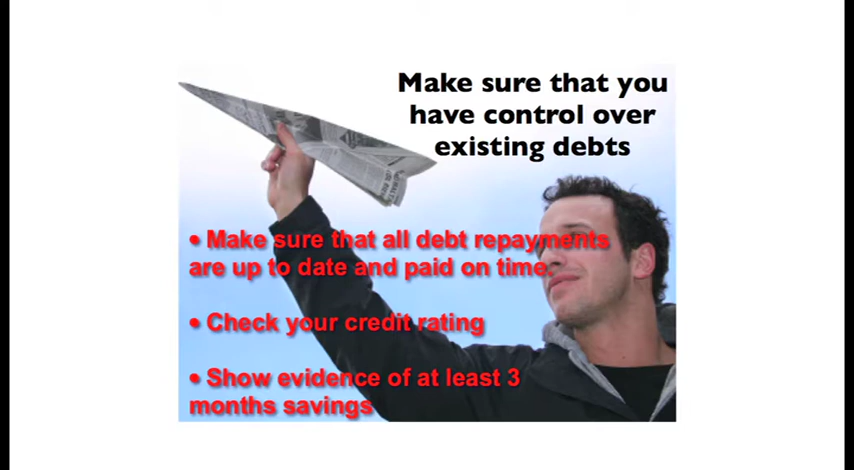 Make sure that you
have control over
existing debts
• Make sure that all debt repayments
are up to date and paid on time.
• Check your credit rating
• Show evidence of at least 3
months savings